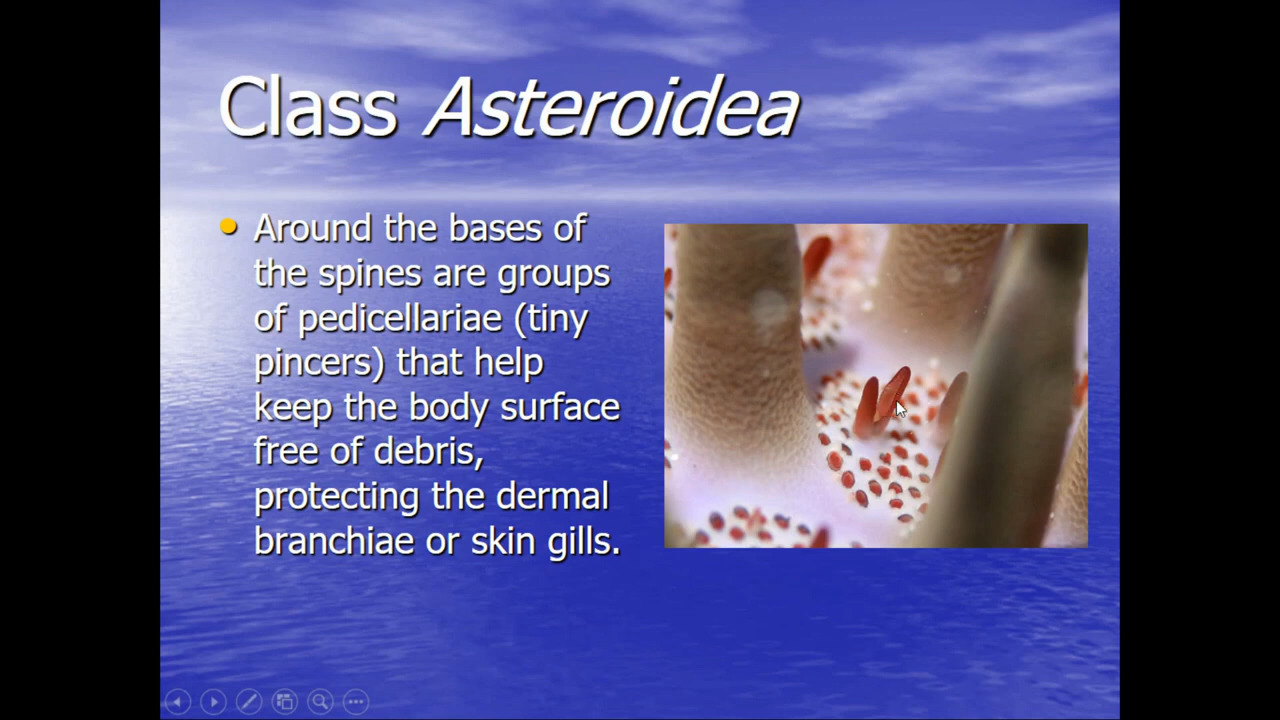 Class Asteroidea
Around the bases of
the spines are groups
of pedicellariae (tiny
pincers) that help
keep the body surface
free of debris,
protecting the dermal
branchiae or skin gills.